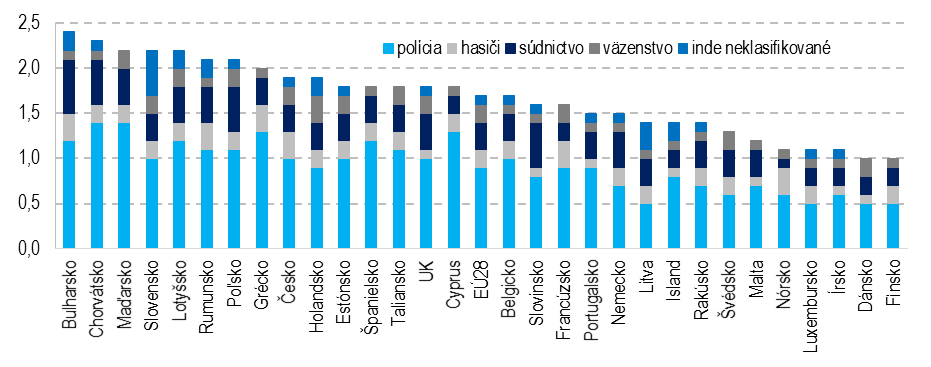 2,5
2,0
1,5
1,0
0,5
0,0
polícia hasiči súdnictvo väzenstvo inde neklasifikované
Bulharsko
Chorvátsko
Maďarsko
Slovensko
Lotyšsko
Rumunsko
Poľsko
Grécko
Česko
Holandsko
Estónsko
Španielsko
Taliansko
UK
Cyprus
EÚ28
Belgicko
Slovinsko
Francúzsko
Portugalsko
Nemecko
Litva
Island
Rakúsko
Švédsko
Malta
Nórsko
Luxembursko
Írsko
Dánsko
Fínsko